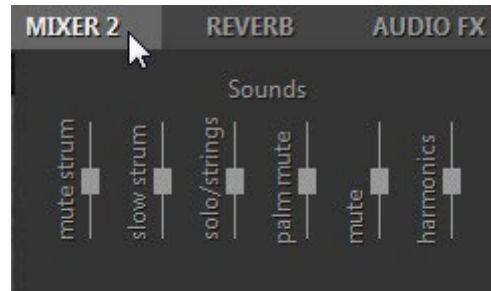 MIXER 2
REVERB
AUDIO FX
Sounds
mute strum
slow strum
solo/strings
palm mute
mute
harmonics